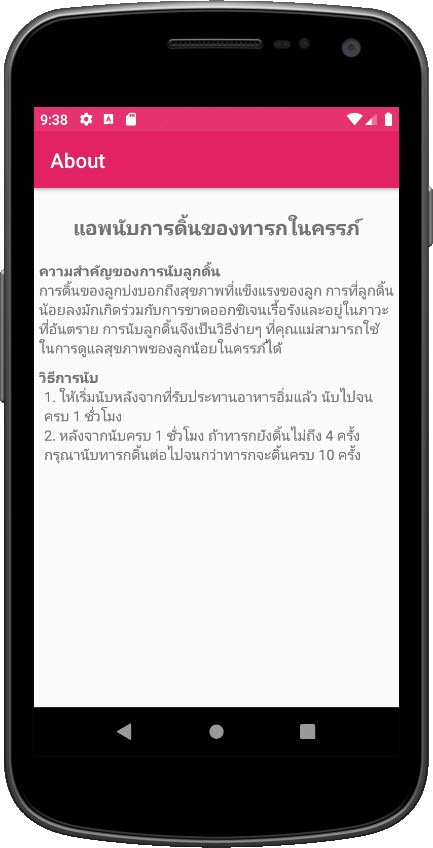 9:38
About
แอพนับการดิ้นของทารกในครรภ์
ความสำคัญของการนับลูกดิ้น
การดิ้นของลูกบ่งบอกถึงสุขภาพที่แข็งแรงของลูก การที่ลูกดิ้น
น้อยลงมักเกิดร่วมกับการขาดออกซิเจนเรื้อรังและอยู่ในภาวะ
ที่อันตราย การนับลูกดิ้นจึงเป็นวิธีง่ายๆ ที่คุณแม่สามารถใช้
ในการดูแลสุขภาพของลูกน้อยในครรภ์ได้
วิธีการนับ
1. ให้เริ่มนับหลังจากที่รับประทานอาหารอิ่มแล้ว นับไปจน
ครบ 1 ชั่วโมง
2. หลังจากนับครบ 1 ชั่วโมง ถ้าทารกยังดิ้นไม่ถึง 4 ครั้ง
กรุณานับทารกดิ้นต่อไปจนกว่าทารกจะดิ้นครบ 10 ครั้ง